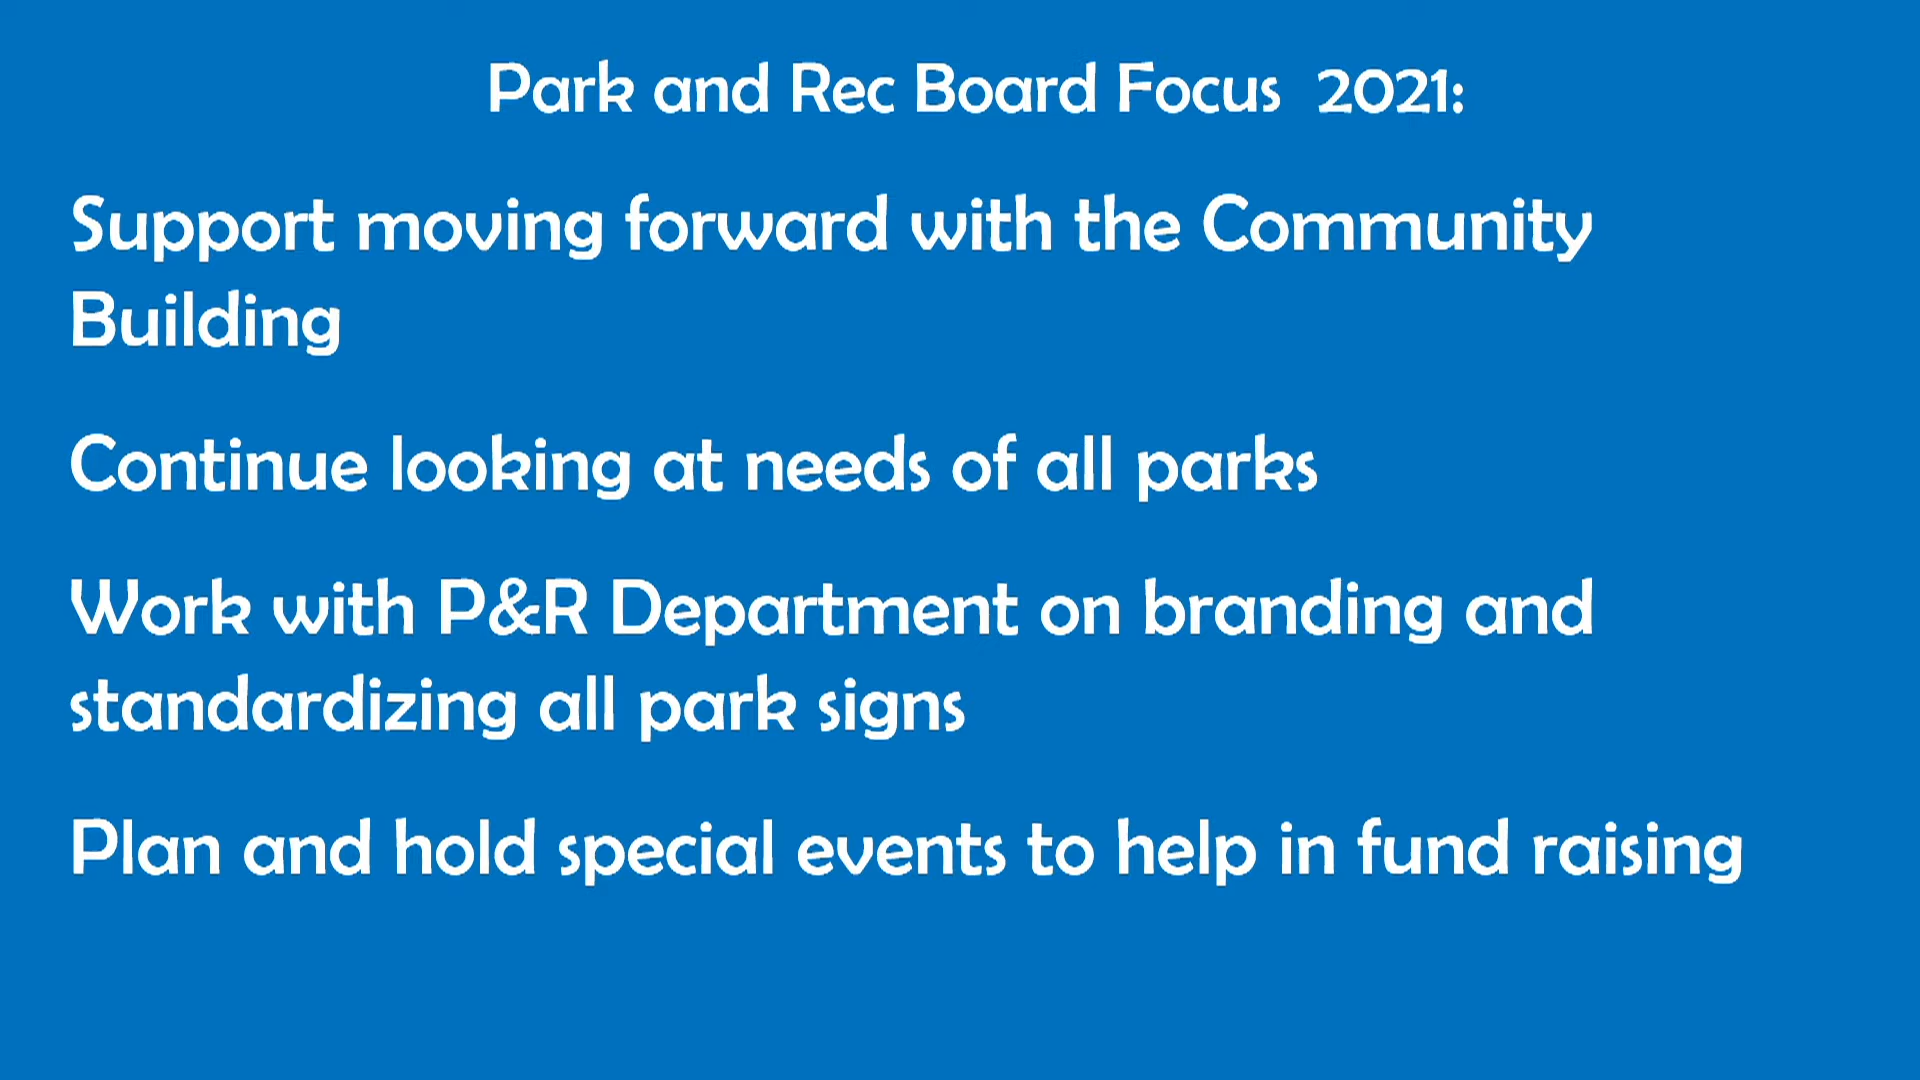 Park and Rec Board Focus  2021:
Support moving forward with the Community
Building
Continue looking at needs of all parks
Work with P&R Department on branding and
standardizing all park signs
Plan and hold special events to help in fund raising